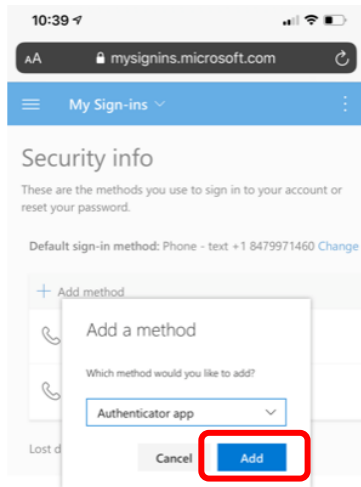 10:39
AA mysignins.microsoft.com
My Sign-ins
Security info
These are the methods you use to sign in to your account or
reset your password.
Default sign-in method: Phone - text +1 8479971460 Change
+ Add method
Add a method
Which method would you like to add?
Authenticator app
Lost d
Cancel Add